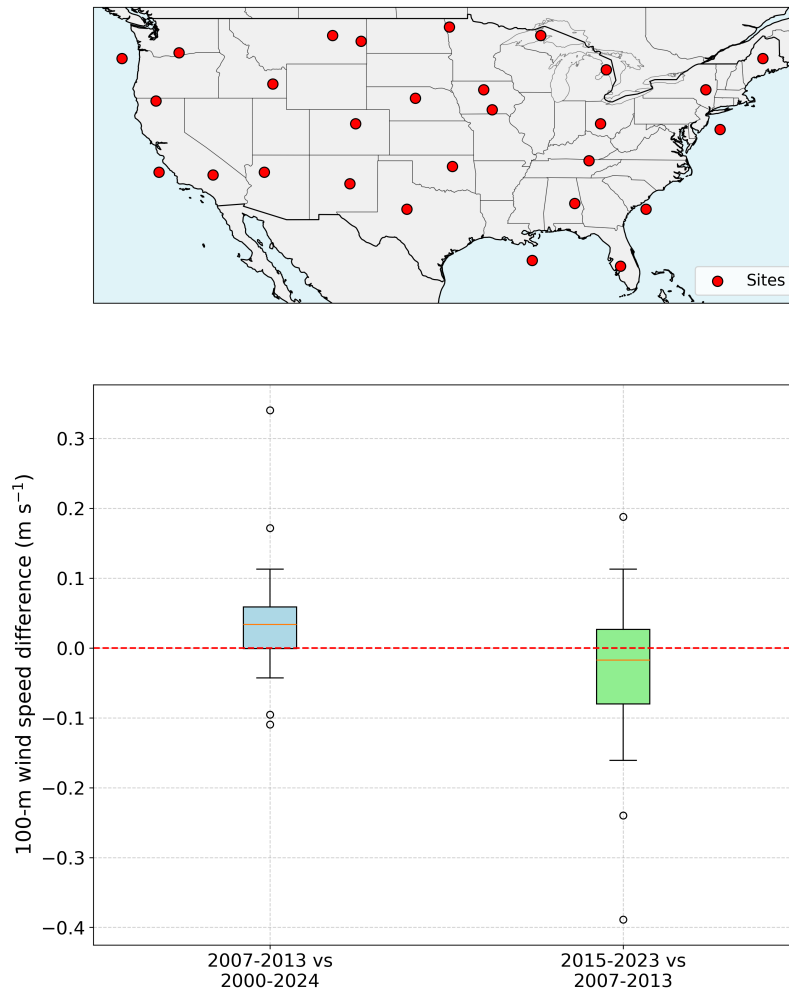 Sites
100-m wind speed difference (m s⁻¹)
0.3
0.2
0.1
0.0
−0.1
−0.2
−0.3
−0.4
2007-2013 vs
2000-2024
2015-2023 vs
2007-2013